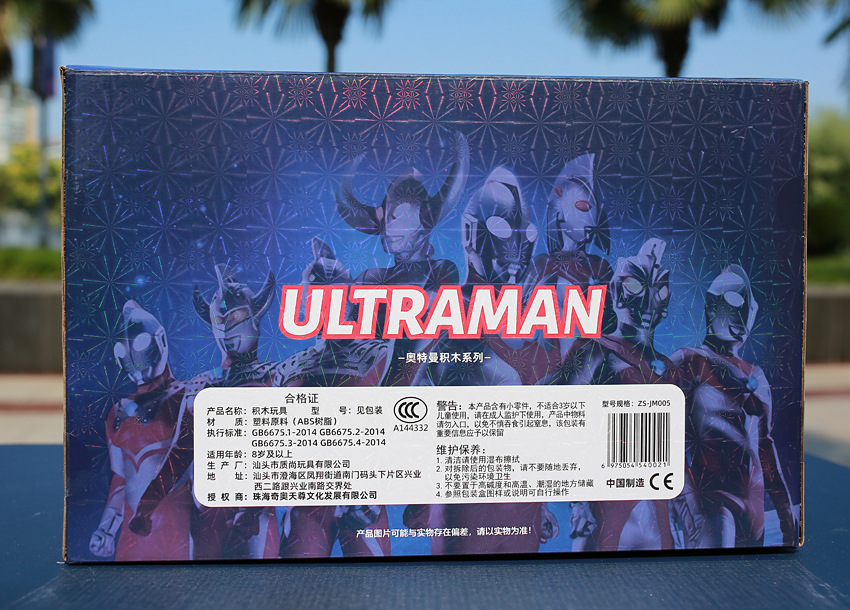 ULTRAMAN
–奥特曼积木系列–
合格证
产品名称：积木玩具 型 号：见包装
材 质：塑料原料（ABS树脂）
执行标准：GB6675.1-2014 GB6675.2-2014
GB6675.3-2014 GB6675.4-2014
适用年龄：8岁及以上
生 产 厂：汕头市质尚玩具有限公司
地 址：汕头市澄海区凤翔街道南门码头下片区兴业
西二路跟兴业南路交界处
授 权 商：珠海奇奥天尊文化发展有限公司
CCC
A144332
警告：本产品含有小零件，不适合3岁以下
儿童使用，请在成人监护下使用，产品中物料
请勿入口，以免不慎吞食引起窒息，该包装有
重要信息应予以保留
维护保养：
1. 清洁请使用湿布擦拭
2. 对拆除后的包装物，请不要随地丢弃，
以免污染环境卫生
3. 不要置于高碱度和高温、潮湿的地方储藏
4. 参照包装盒图样或说明可自行操作
型号规格：ZS-JM005
6 975054 540021
中国制造 CE
产品图片可能与实物存在偏差，请以实物为准！